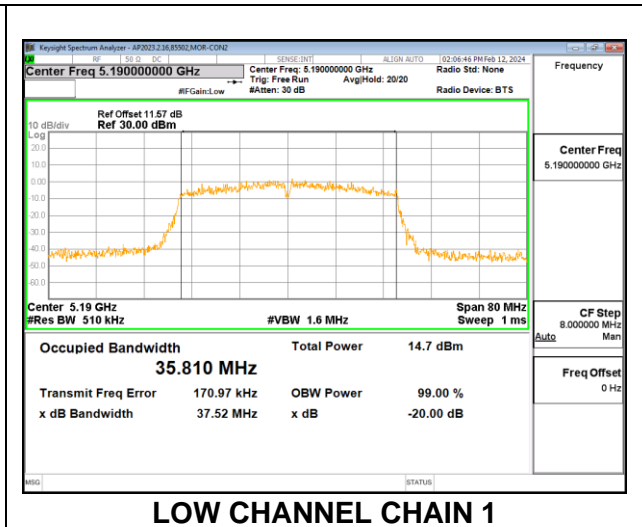 Keysight Spectrum Analyzer - AP2023.2.16,85502,MOR-CON2
RF 50 Ω DC SENSE:INT ALIGN AUTO 02:06:46 PM Feb 12, 2024
Center Freq 5.190000000 GHz
Center Freq: 5.190000000 GHz
Radio Std: None
Trig: Free Run Avg|Hold: 20/20
#IFGain:Low #Atten: 30 dB Radio Device: BTS
Frequency
Ref Offset 11.57 dB
10 dB/div Ref 30.00 dBm
Log
20.0
10.0
0.00
-10.0
-20.0
-30.0
-40.0
-50.0
-60.0
Center 5.19 GHz Span 80 MHz
#Res BW 510 kHz #VBW 1.6 MHz Sweep 1 ms
Center Freq
5.190000000 GHz
CF Step
8.000000 MHz
Auto Man
Freq Offset
0 Hz
Occupied Bandwidth Total Power 14.7 dBm
35.810 MHz
Transmit Freq Error 170.97 kHz OBW Power 99.00 %
x dB Bandwidth 37.52 MHz x dB -20.00 dB
MSG STATUS
LOW CHANNEL CHAIN 1